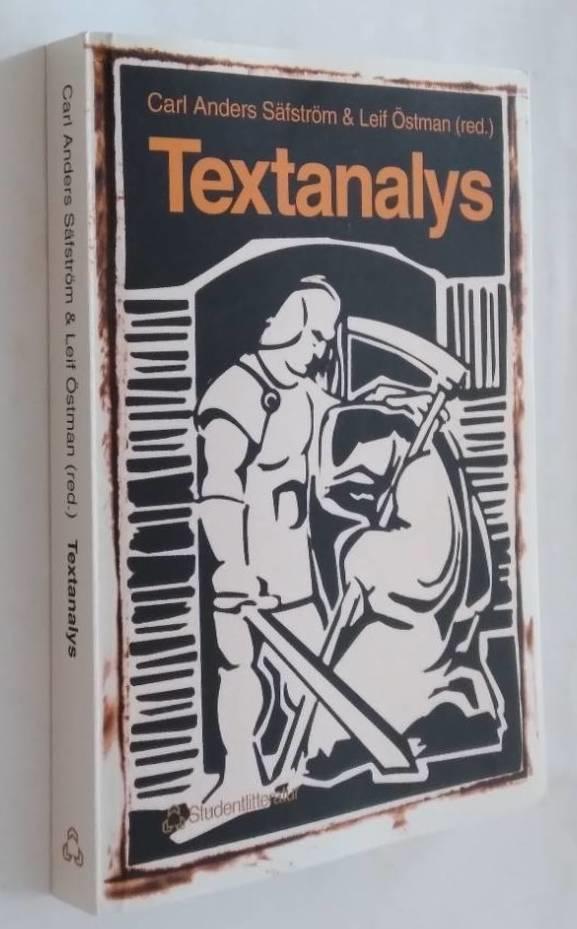 Carl Anders Säfström & Leif Östman (red.)
Textanalys
Studentlitteratur
Carl Anders Säfström & Leif Östman (red.) Textanalys